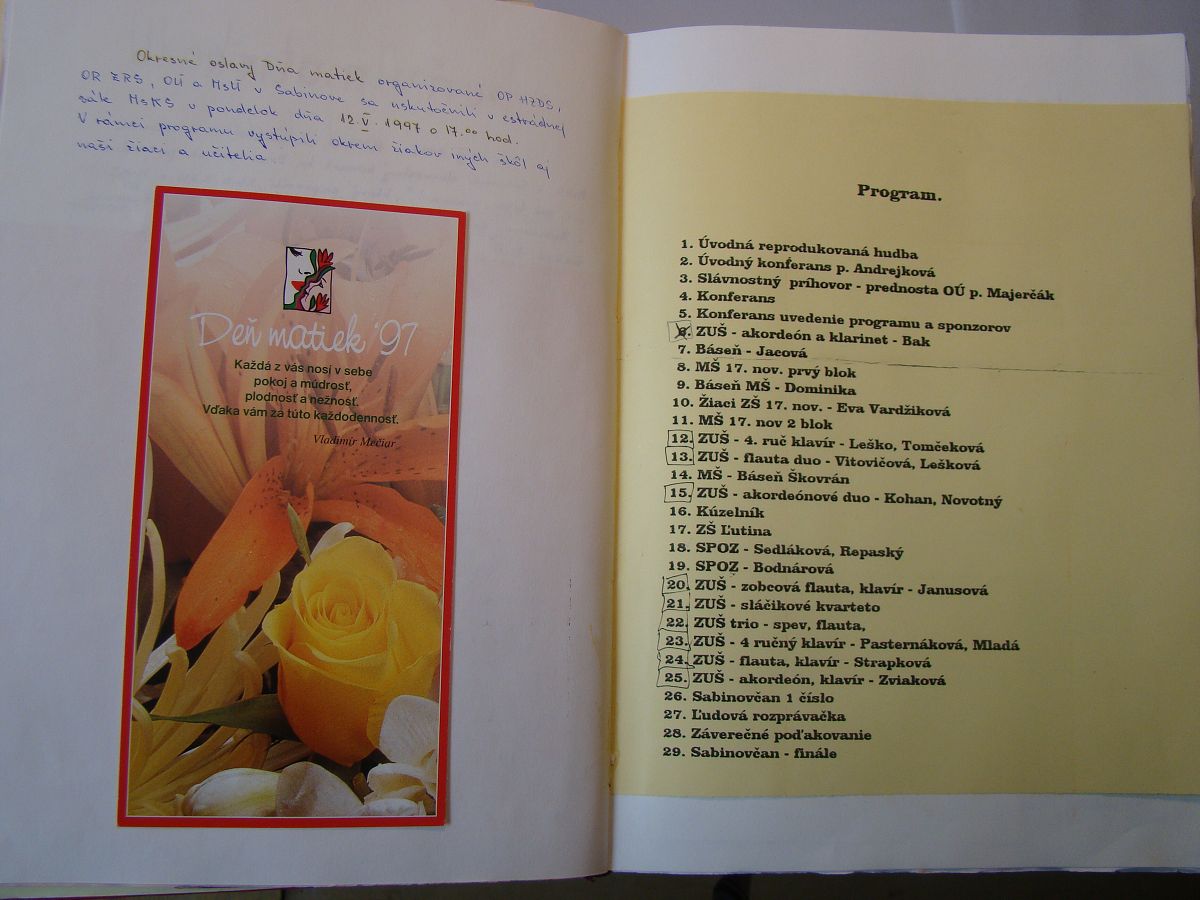 Okresné oslavy Dňa matiek organizované OP HZDS,
OR ZRS, OÚ a MsÚ v Sabinove sa uskutočnili v estrádnej
sále MsKS v pondelok dňa 12.V.1997 o 17.00 hod.
V rámci programu vystúpili okrem žiakov iných škôl aj
naši žiaci a učitelia
Deň matiek '97
Každá z vás nosí v sebe
pokoj a múdrosť,
plodnosť a nežnosť.
Vďaka vám za túto každodennosť.
Vladimír Mečiar
Program.
1. Úvodná reprodukovaná hudba
2. Úvodný konferans p. Andrejková
3. Slávnostný príhovor - prednosta OÚ p. Majerčák
4. Konferans
5. Konferans uvedenie programu a sponzorov
6. ZUŠ - akordeón a klarinet - Bak
7. Báseň - Jacová
8. MŠ 17. nov. prvý blok
9. Báseň MŠ - Dominika
10. Žiaci ZŠ 17. nov. - Eva Vardžiková
11. MŠ 17. nov 2 blok
12. ZUŠ - 4. ruč klavír - Leško, Tomčeková
13. ZUŠ - flauta duo - Vitovičová, Lešková
14. MŠ - Báseň Škovrán
15. ZUŠ - akordeónové duo - Kohan, Novotný
16. Kúzelník
17. ZŠ Ľutina
18. SPOZ - Sedláková, Repaský
19. SPOZ - Bodnárová
20. ZUŠ - zobcová flauta, klavír - Janusová
21. ZUŠ - sláčikové kvarteto
22. ZUŠ trio - spev, flauta,
23. ZUŠ - 4 ručný klavír - Pasternáková, Mladá
24. ZUŠ - flauta, klavír - Strapková
25. ZUŠ - akordeón, klavír - Zviaková
26. Sabinovčan 1 číslo
27. Ľudová rozprávačka
28. Záverečné poďakovanie
29. Sabinovčan - finále